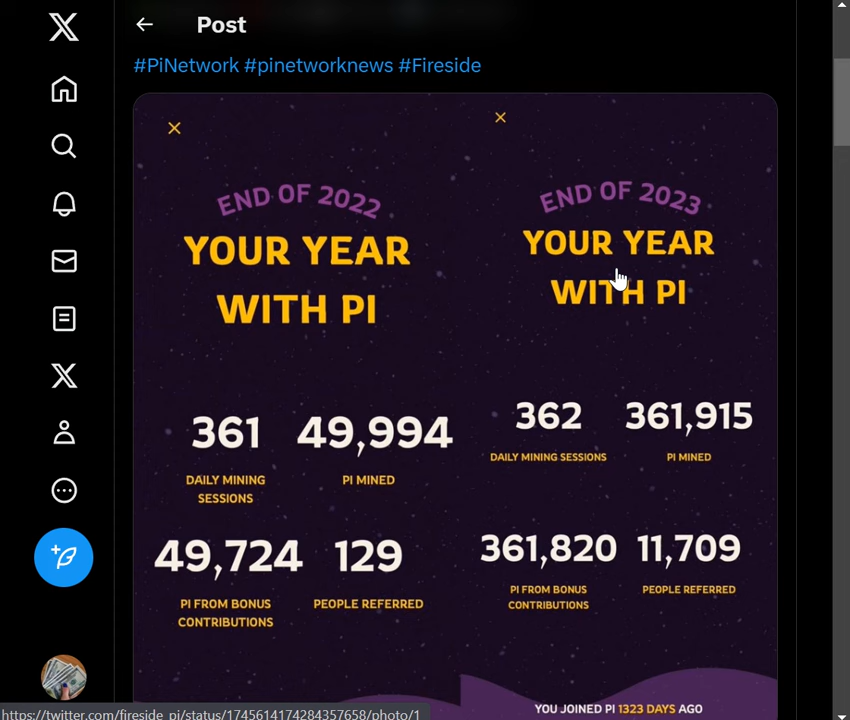 Post
#PiNetwork #pinetworknews #Fireside
END OF 2022
YOUR YEAR
WITH PI
361
DAILY MINING
SESSIONS
49,994
PI MINED
49,724
PI FROM BONUS
CONTRIBUTIONS
129
PEOPLE REFERRED
END OF 2023
YOUR YEAR
WITH PI
362
DAILY MINING SESSIONS
361,915
PI MINED
361,820
PI FROM BONUS
CONTRIBUTIONS
11,709
PEOPLE REFERRED
YOU JOINED PI 1323 DAYS AGO
https://twitter.com/fireside_pi/status/1745614174284357658/photo/1